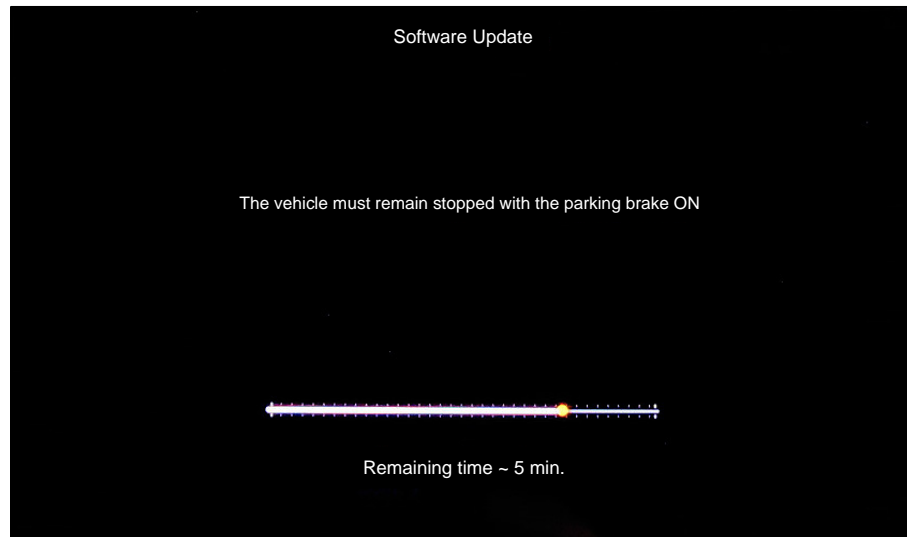 Software Update
The vehicle must remain stopped with the parking brake ON
Remaining time ~ 5 min.